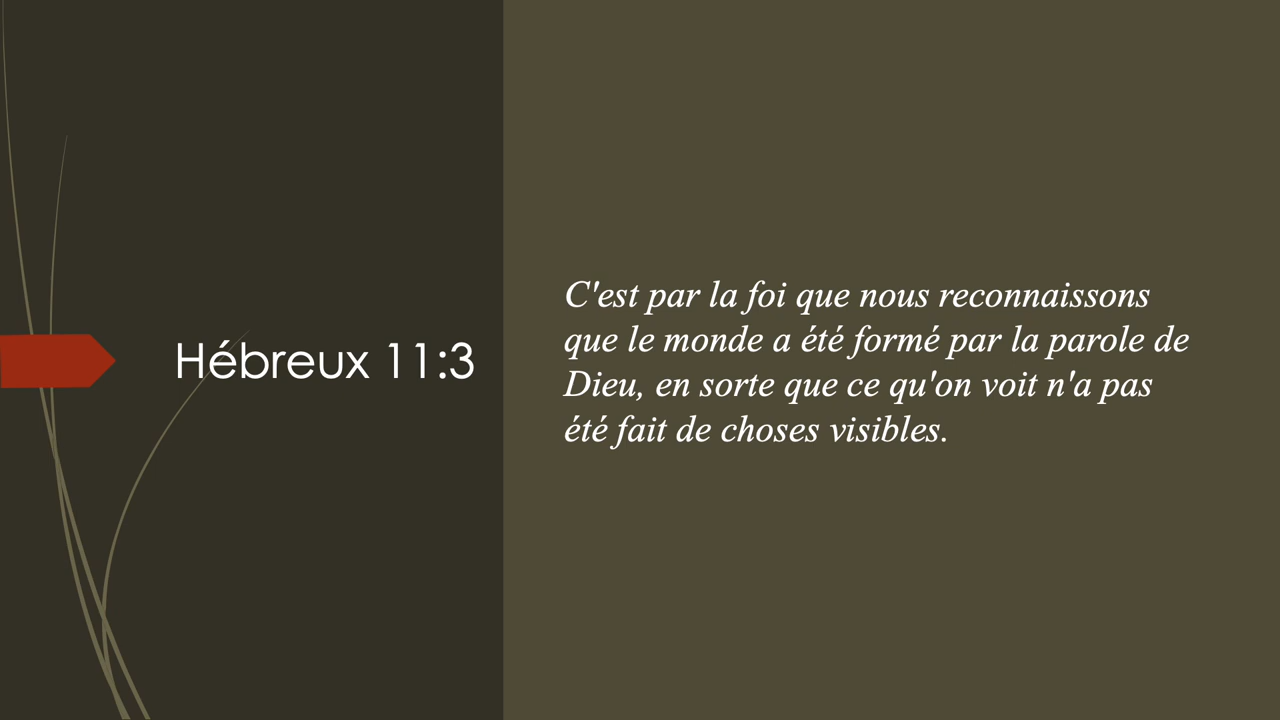 Hébreux 11:3
C'est par la foi que nous reconnaissons
que le monde a été formé par la parole de
Dieu, en sorte que ce qu'on voit n'a pas
été fait de choses visibles.